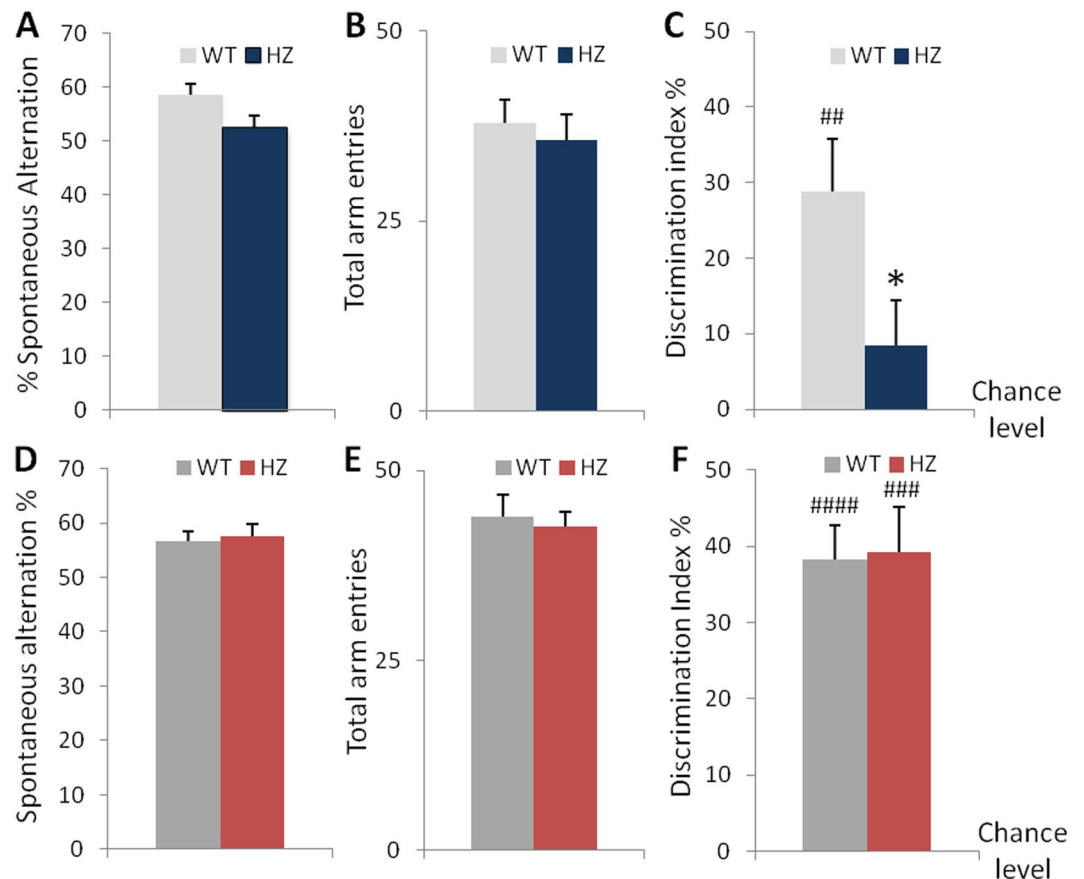 A
% Spontaneous Alternation
70
60
50
40
30
20
10
0
WT HZ
B
Total arm entries
50
25
0
WT HZ
C
Discrimination index %
50
40
30
20
10
0
WT HZ
##
*
Chance
level
D
Spontaneous alternation %
70
60
50
40
30
20
10
0
WT HZ
E
Total arm entries
50
25
0
WT HZ
F
Discrimination Index %
50
40
30
20
10
0
WT HZ
#### ###
Chance
level